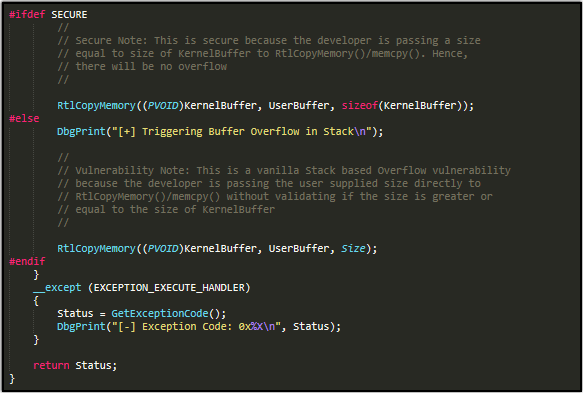 #ifdef SECURE
//
// Secure Note: This is secure because the developer is passing a size
// equal to size of KernelBuffer to RtlCopyMemory()/memcpy(). Hence,
// there will be no overflow
//
RtlCopyMemory((PVOID)KernelBuffer, UserBuffer, sizeof(KernelBuffer));
#else
DbgPrint("[+] Triggering Buffer Overflow in Stack\n");
//
// Vulnerability Note: This is a vanilla Stack based Overflow vulnerability
// because the developer is passing the user supplied size directly to
// RtlCopyMemory()/memcpy() without validating if the size is greater or
// equal to the size of KernelBuffer
//
RtlCopyMemory((PVOID)KernelBuffer, UserBuffer, Size);
#endif
}
__except (EXCEPTION_EXECUTE_HANDLER)
{
Status = GetExceptionCode();
DbgPrint("[-] Exception Code: 0x%X\n", Status);
}
return Status;
}